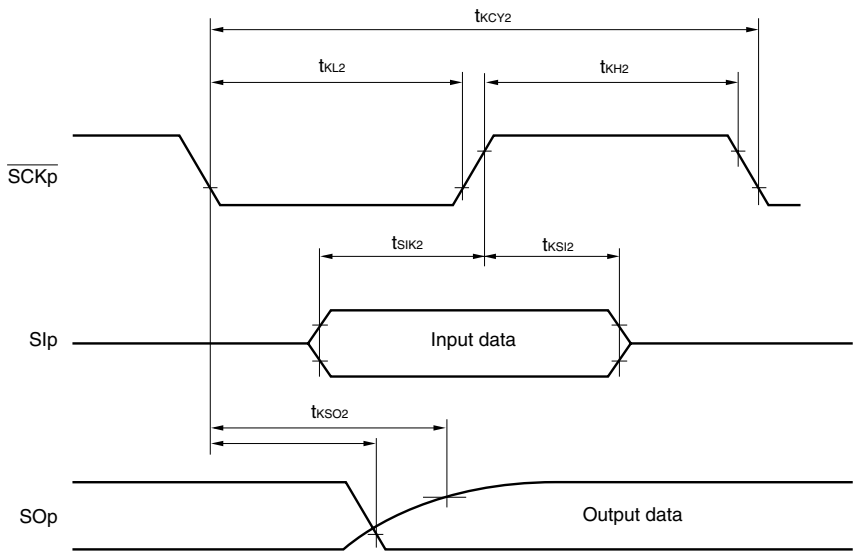 tKCY2
tKL2
tKH2
SCKp
tSIK2
tKSI2
SIp
Input data
tKSO2
SOp
Output data